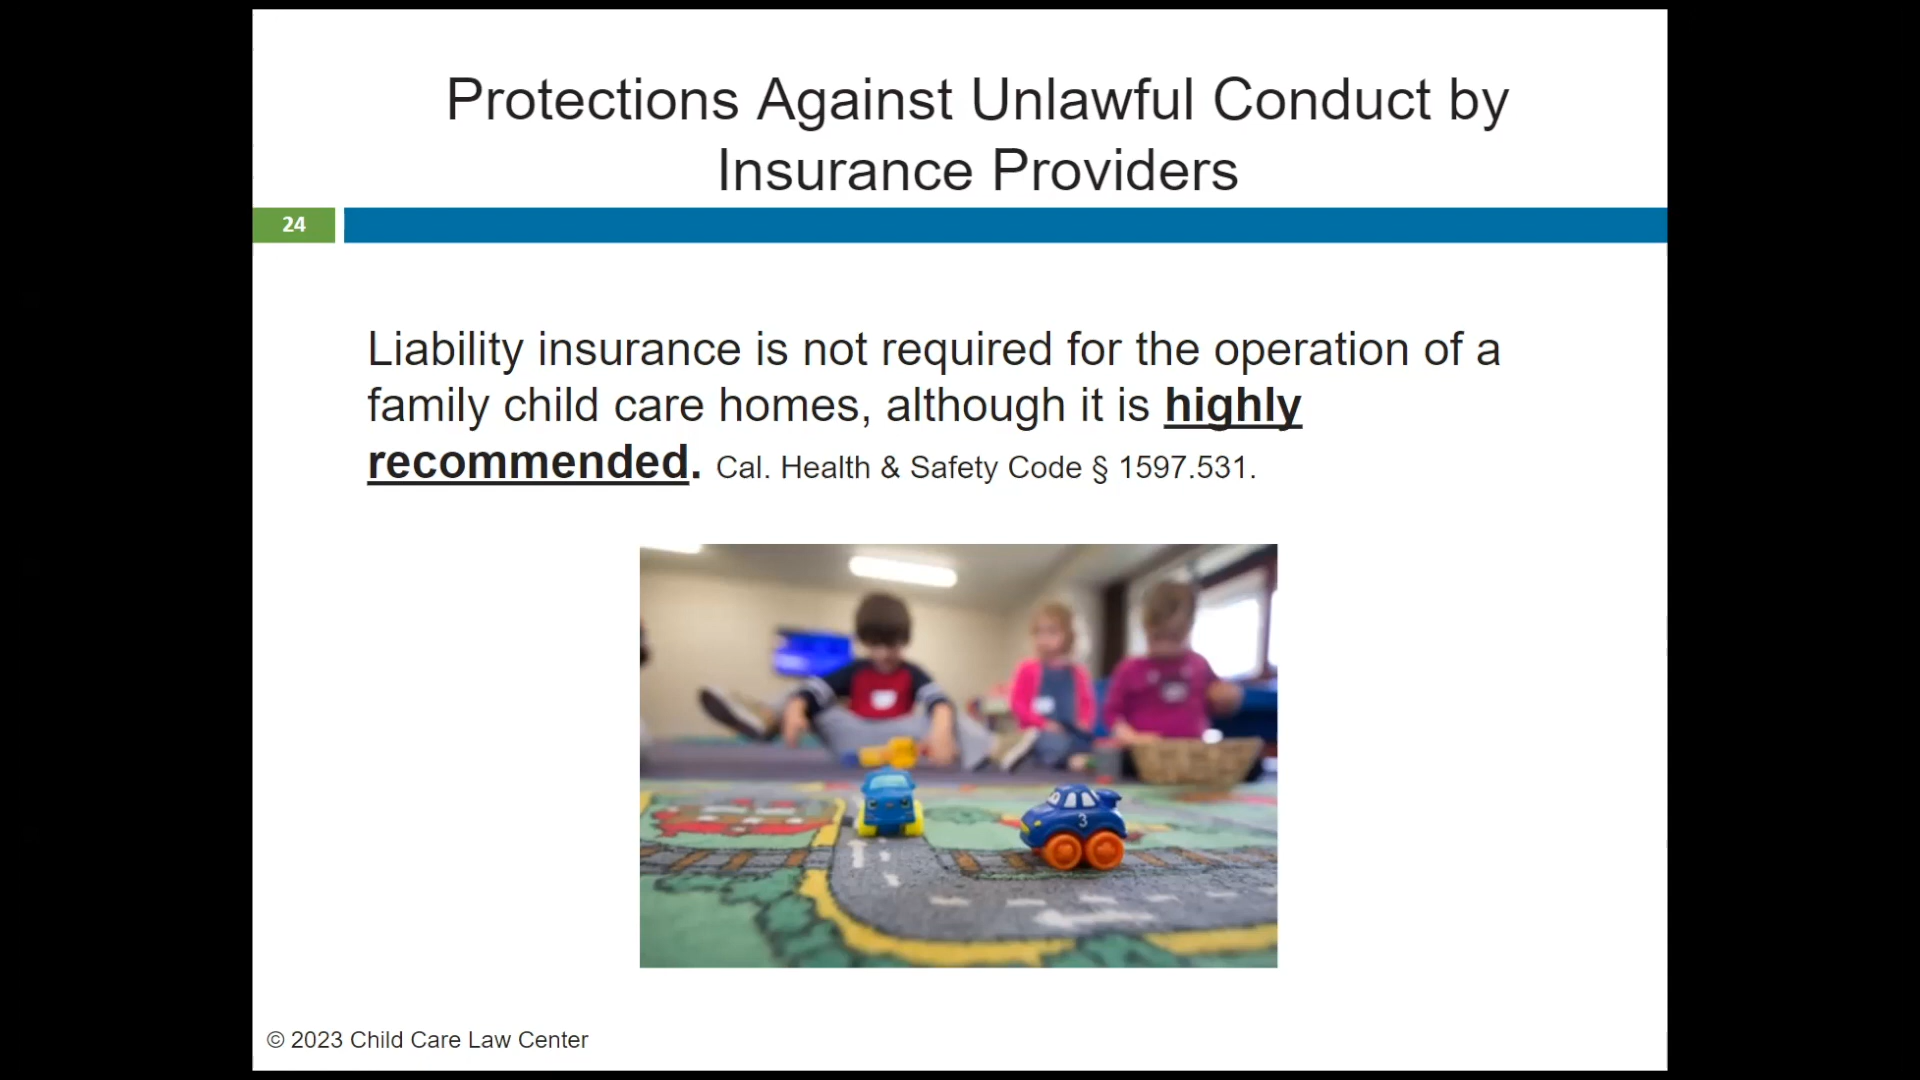 Protections Against Unlawful Conduct by
Insurance Providers
24
Liability insurance is not required for the operation of a
family child care homes, although it is highly
recommended. Cal. Health & Safety Code § 1597.531.
3
© 2023 Child Care Law Center